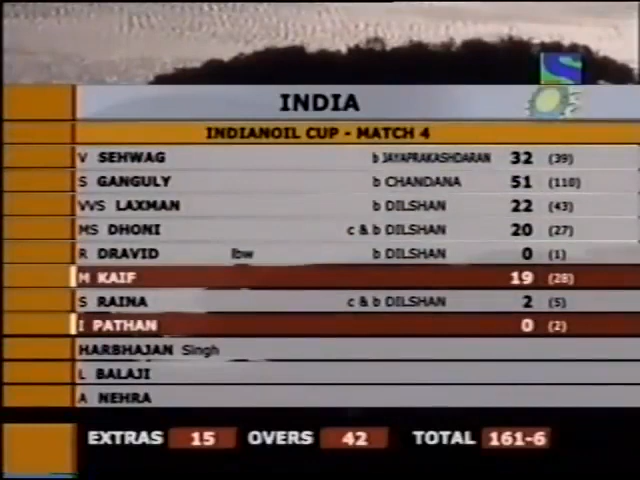 INDIA
INDIANOIL CUP - MATCH 4
V SEHWAG b JAYAPRAKASHDARAN 32 (39)
S GANGULY b CHANDANA 51 (110)
VVS LAXMAN b DILSHAN 22 (43)
MS DHONI c & b DILSHAN 20 (27)
R DRAVID lbw b DILSHAN 0 (1)
M KAIF 19 (28)
S RAINA c & b DILSHAN 2 (5)
I PATHAN 0 (2)
HARBHAJAN Singh
L BALAJI
A NEHRA
EXTRAS 15 OVERS 42 TOTAL 161-6